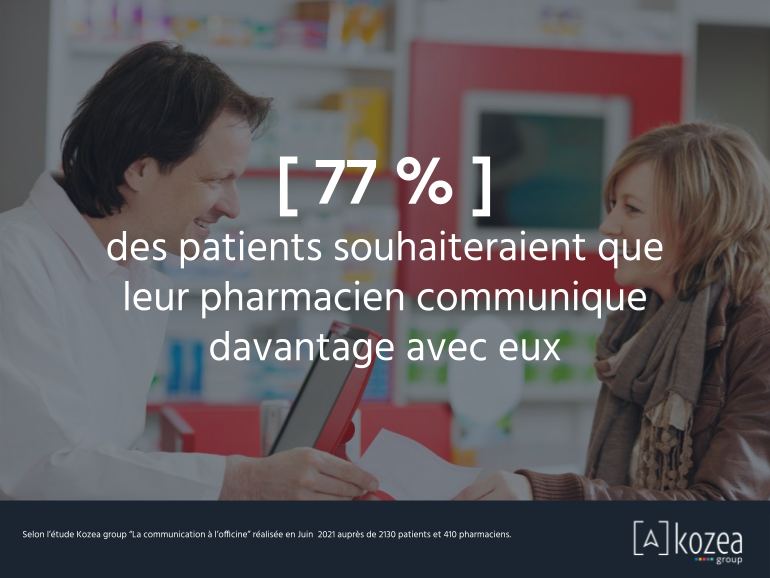 [ 77 % ]
des patients souhaiteraient que
leur pharmacien communique
davantage avec eux
Selon l'étude Kozea group "La communication à l'officine" réalisée en Juin 2021 auprès de 2130 patients et 410 pharmaciens.
[A] kozea
group